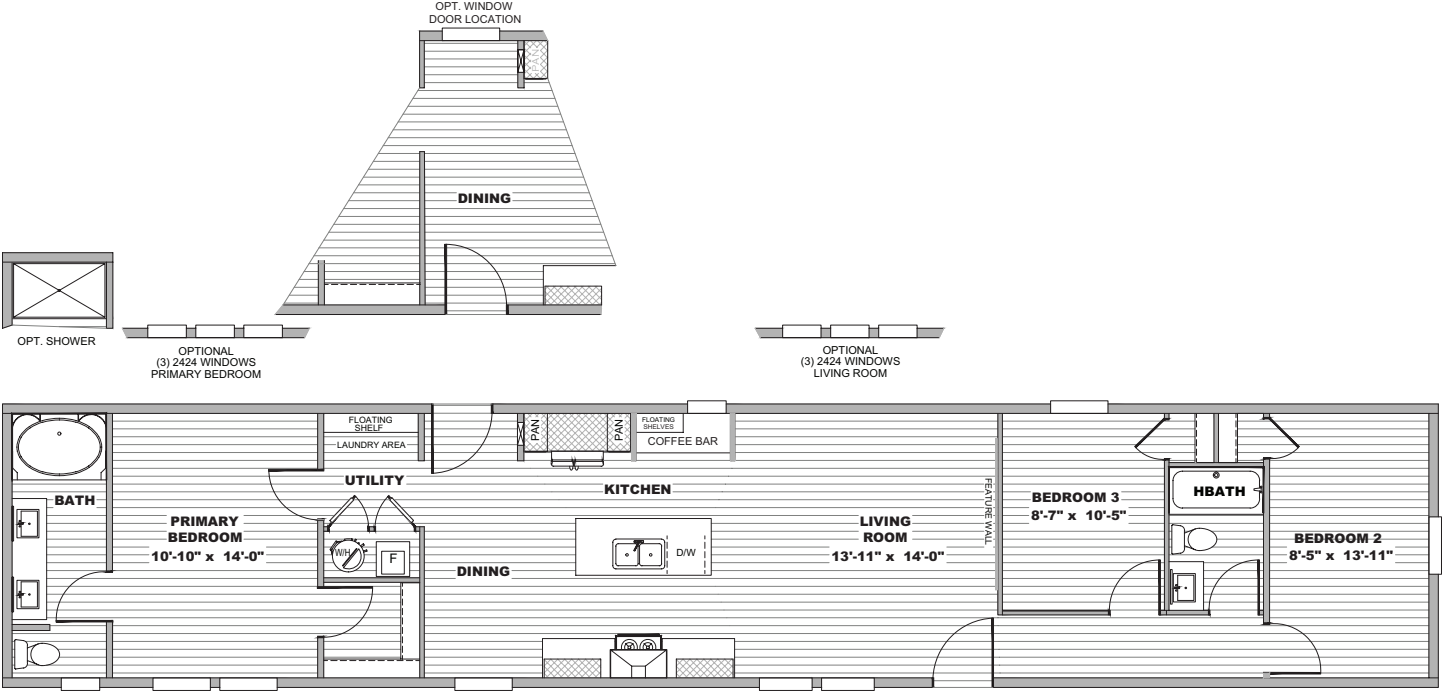 OPT. WINDOW
DOOR LOCATION
PAN
DINING
OPT. SHOWER
OPTIONAL
(3) 2424 WINDOWS
PRIMARY BEDROOM
OPTIONAL
(3) 2424 WINDOWS
LIVING ROOM
FLOATING
SHELF
LAUNDRY AREA
PAN
PAN
FLOATING
SHELVES
COFFEE BAR
UTILITY
KITCHEN
BATH
PRIMARY
BEDROOM
10'-10" x 14'-0"
W/H
F
DINING
D/W
LIVING
ROOM
13'-11" x 14'-0"
FEATURE WALL
BEDROOM 3
8'-7" x 10'-5"
HBATH
BEDROOM 2
8'-5" x 13'-11"